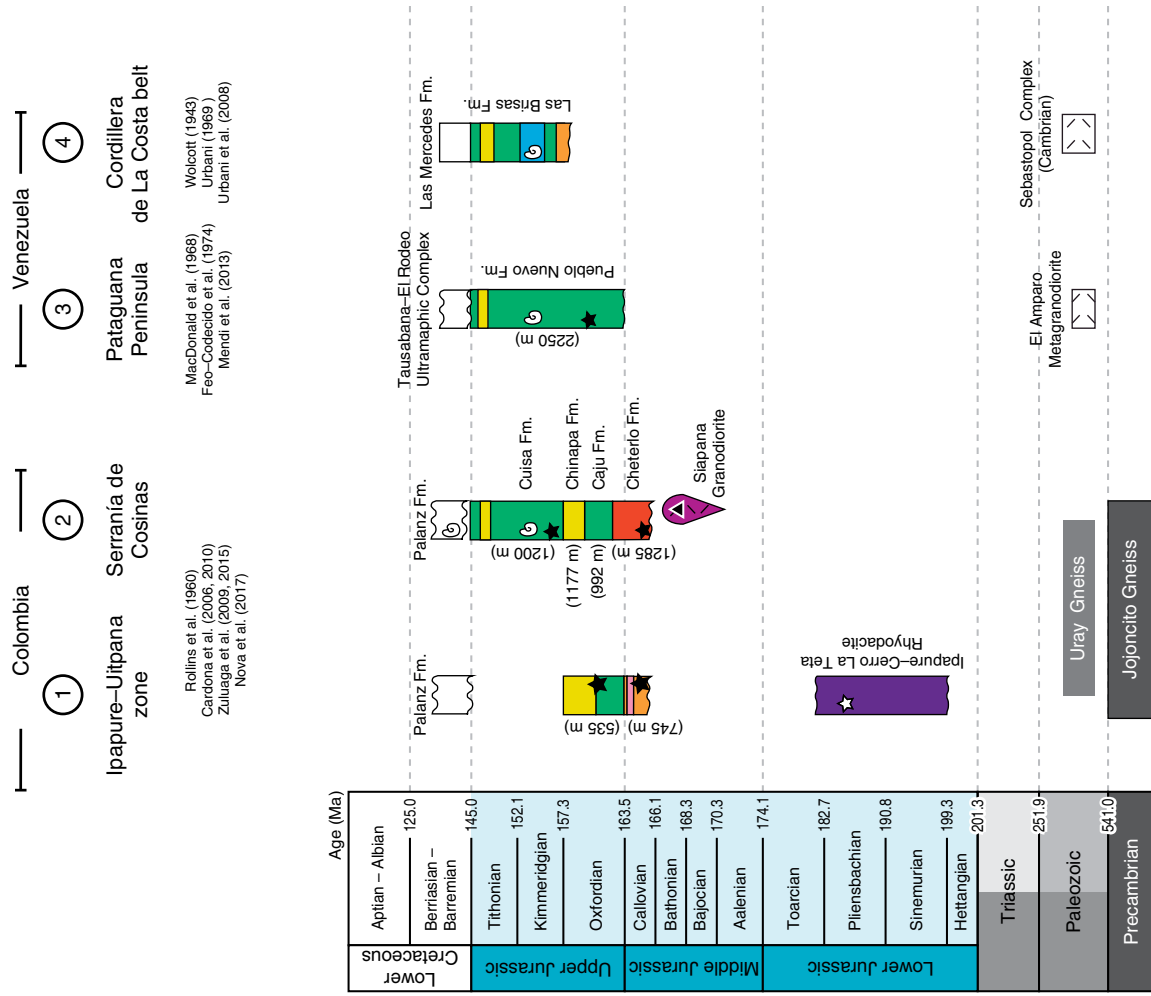 Colombia
Venezuela
1
2
3
4
Ipapure–Uitpana
zone
Serranía de
Cosinas
Pataguana
Peninsula
Cordillera
de La Costa belt
Rollins et al. (1960)
Cardona et al. (2006, 2010)
Zuluaga et al. (2009, 2015)
Nova et al. (2017)
MacDonald et al. (1968)
Feo–Codecido et al. (1974)
Mendi et al. (2013)
Wolcott (1943)
Urbani (1969 )
Urbani et al. (2008)
Age (Ma)
Lower
Cretaceous
Aptian – Albian
125.0
Berriasian –
Barremian
145.0
Upper Jurassic
Tithonian
152.1
Kimmeridgian
157.3
Oxfordian
163.5
Middle Jurassic
Callovian
166.1
Bathonian
168.3
Bajocian
170.3
Aalenian
174.1
Lower Jurassic
Toarcian
182.7
Pliensbachian
190.8
Sinemurian
199.3
Hettangian
201.3
Triassic
251.9
Paleozoic
541.0
Precambrian
Palanz Fm.
(535 m)
(745 m)
Ipapure–Cerro La Teta
Rhyodacite
Palanz Fm.
Cuisa Fm.
(1200 m)
Chinapa Fm.
(1177 m)
Caju Fm.
(992 m)
Cheterlo Fm.
(1285 m)
Siapana
Granodiorite
Uray Gneiss
Jojoncito Gneiss
Tausabana–El Rodeo
Ultramaphic Complex
Pueblo Nuevo Fm.
(2250 m)
El Amparo
Metagranodiorite
Las Mercedes Fm.
Las Brisas Fm.
Sebastopol Complex
(Cambrian)